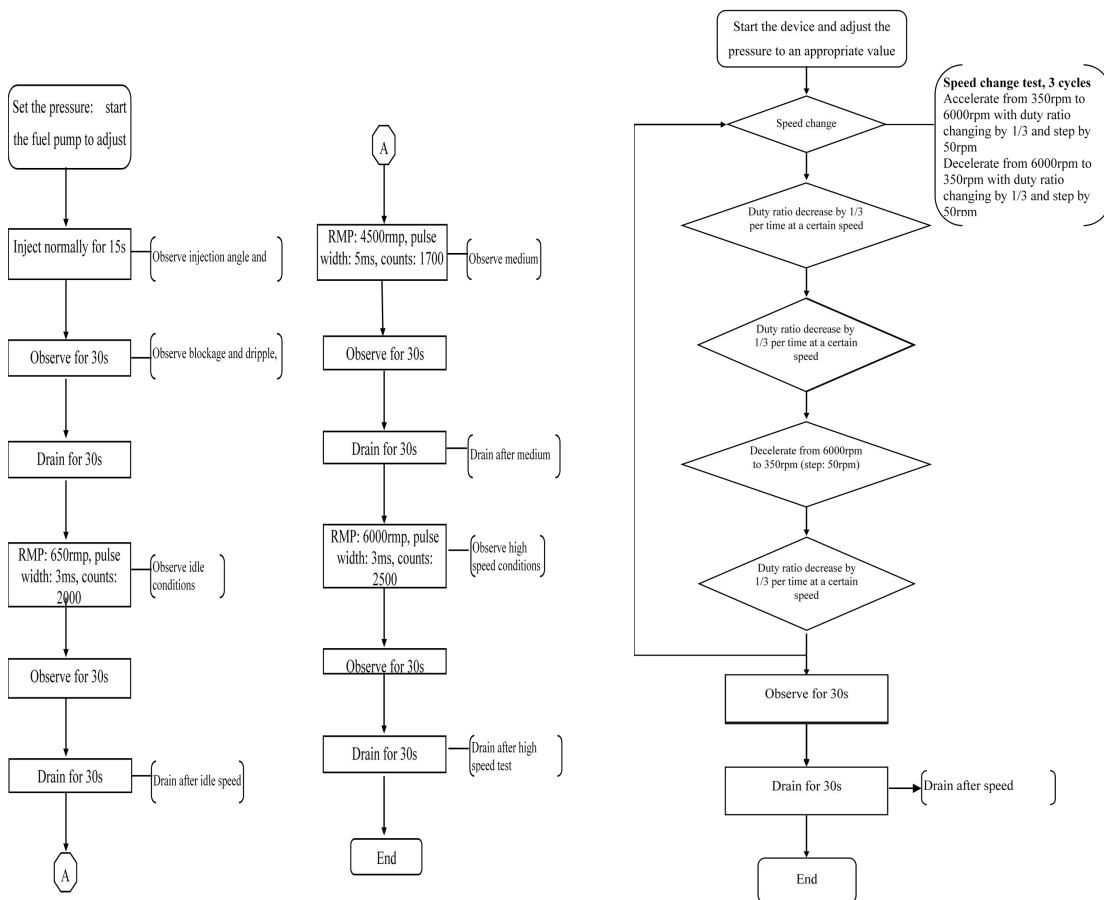 Set the pressure: start
the fuel pump to adjust
Inject normally for 15s
Observe injection angle and
Observe for 30s
Observe blockage and dripple,
Drain for 30s
RMP: 650rmp, pulse
width: 3ms, counts:
2000
Observe idle
conditions
Observe for 30s
Drain for 30s
Drain after idle speed
A
A
RMP: 4500rmp, pulse
width: 5ms, counts: 1700
Observe medium
Observe for 30s
Drain for 30s
Drain after medium
RMP: 6000rmp, pulse
width: 3ms, counts:
2500
Observe high
speed conditions
Observe for 30s
Drain for 30s
Drain after high
speed test
End
Start the device and adjust the
pressure to an appropriate value
Speed change
Speed change test, 3 cycles
Accelerate from 350rpm to
6000rpm with duty ratio
changing by 1/3 and step by
50rpm
Decelerate from 6000rpm to
350rpm with duty ratio
changing by 1/3 and step by
50rpm
Duty ratio decrease by 1/3
per time at a certain speed
Duty ratio decrease by
1/3 per time at a certain
speed
Decelerate from 6000rpm
to 350rpm (step: 50rpm)
Duty ratio decrease by
1/3 per time at a certain
speed
Observe for 30s
Drain for 30s
Drain after speed
End